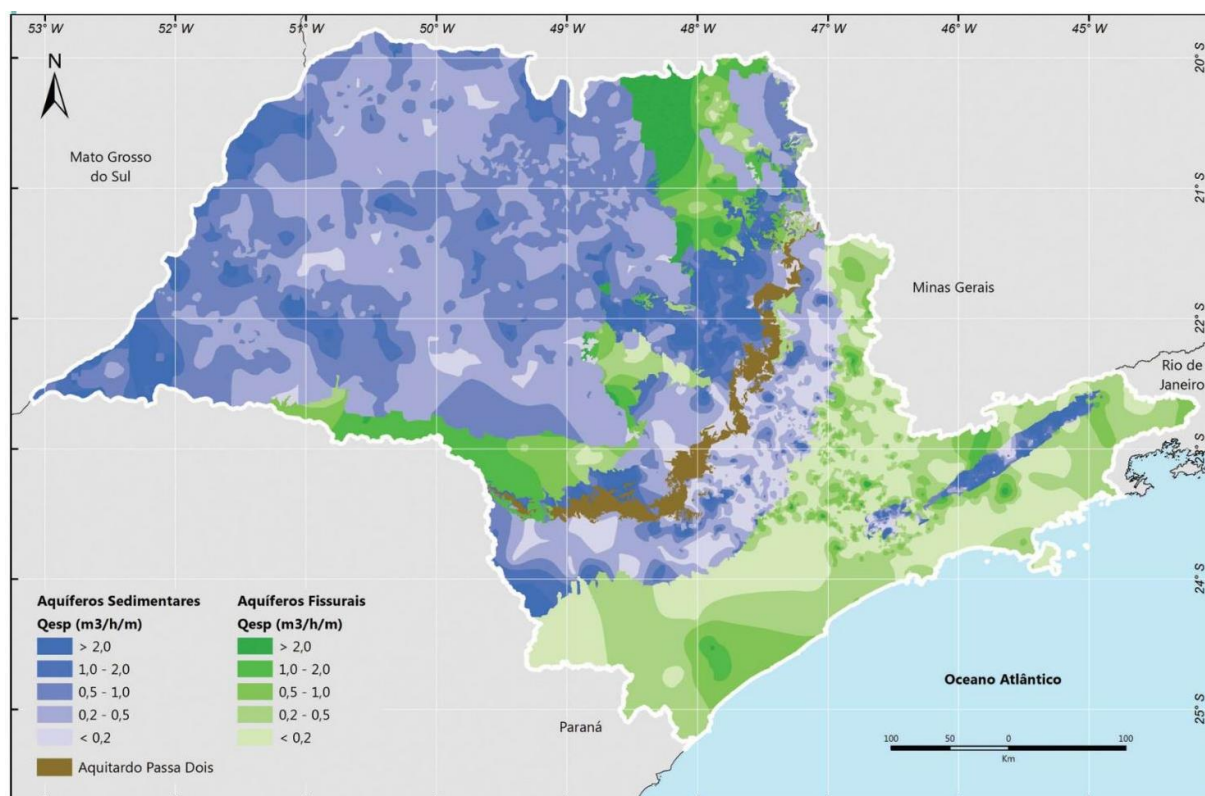 53° W
52° W
51° W
50° W
49° W
48° W
47° W
46° W
45° W
N
20° S
Mato Grosso
do Sul
21° S
Minas Gerais
22° S
Rio de
Janeiro
23° S
24° S
Aquíferos Sedimentares
Qesp (m3/h/m)
> 2,0
1,0 - 2,0
0,5 - 1,0
0,2 - 0,5
< 0,2
Aquíferos Fissurais
Qesp (m3/h/m)
> 2,0
1,0 - 2,0
0,5 - 1,0
0,2 - 0,5
< 0,2
Aquitardo Passa Dois
Paraná
Oceano Atlântico
25° S
100
50
0
100
Km